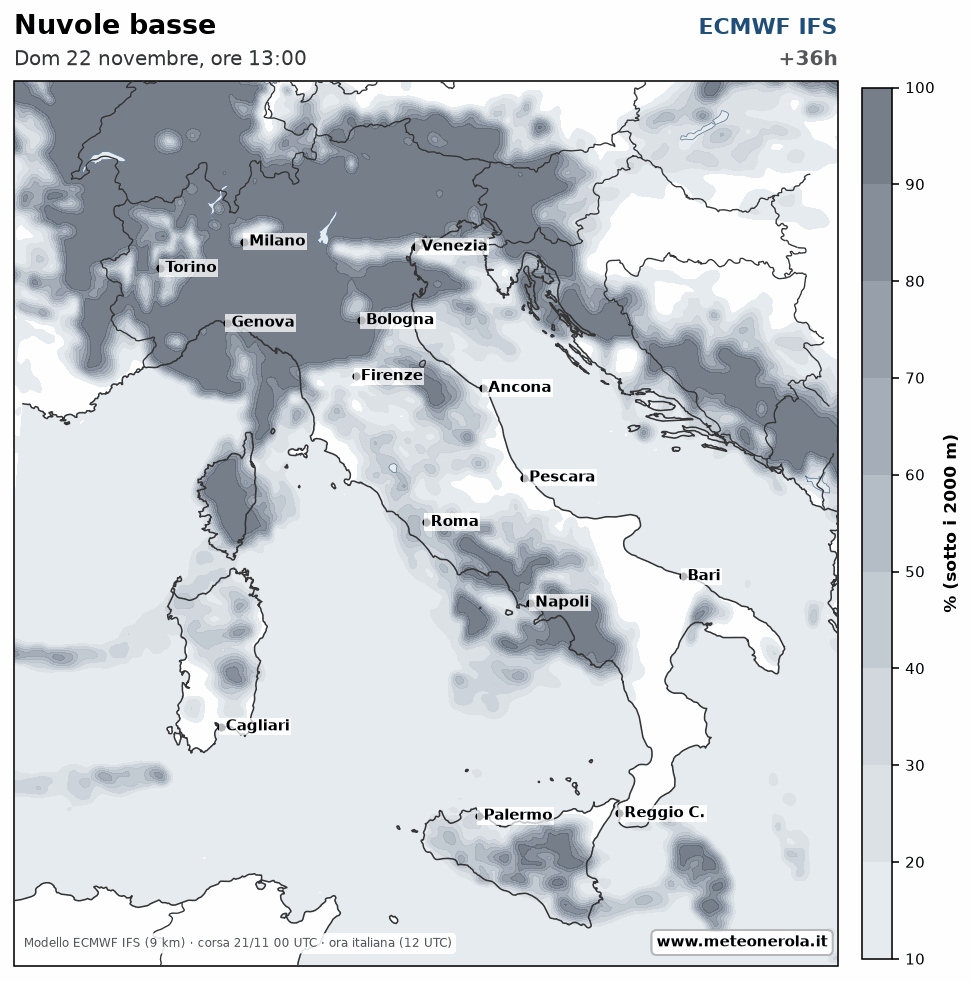 Nuvole basse
ECMWF IFS
Dom 22 novembre, ore 13:00
+36h
Milano
Venezia
Torino
Genova
Bologna
Firenze
Ancona
Pescara
Roma
Bari
Napoli
Cagliari
Palermo
Reggio C.
100
90
80
70
60
50
40
30
20
10
% (sotto i 2000 m)
Modello ECMWF IFS (9 km) · corsa 21/11 00 UTC · ora italiana (12 UTC)
www.meteonerola.it